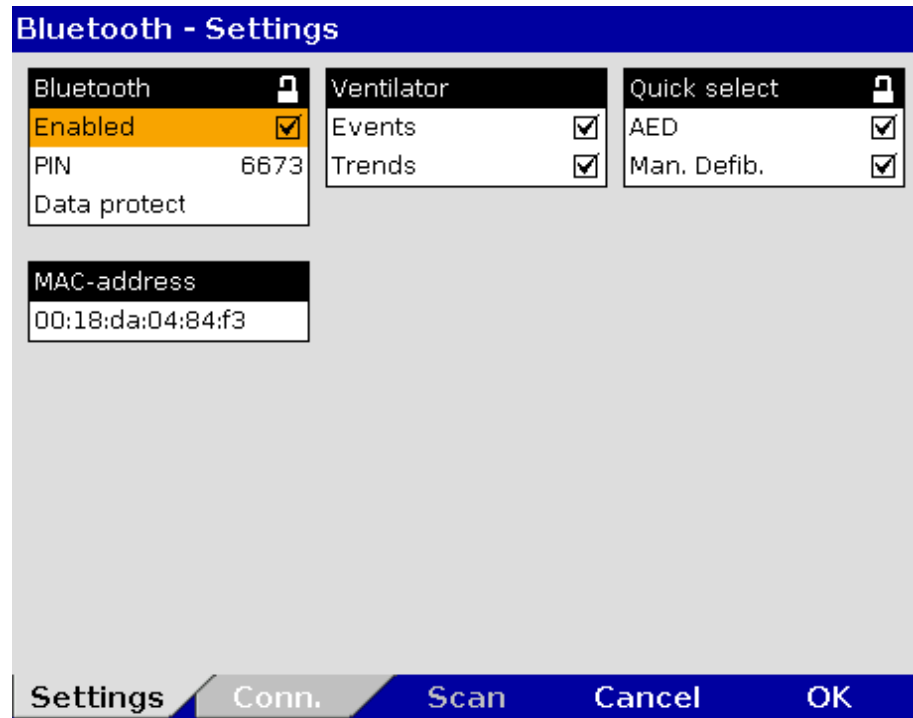 Bluetooth - Settings
Bluetooth
Enabled
PIN 6673
Data protect
Ventilator
Events
Trends
Quick select
AED
Man. Defib.
MAC-address
00:18:da:04:84:f3
Settings Conn. Scan Cancel OK